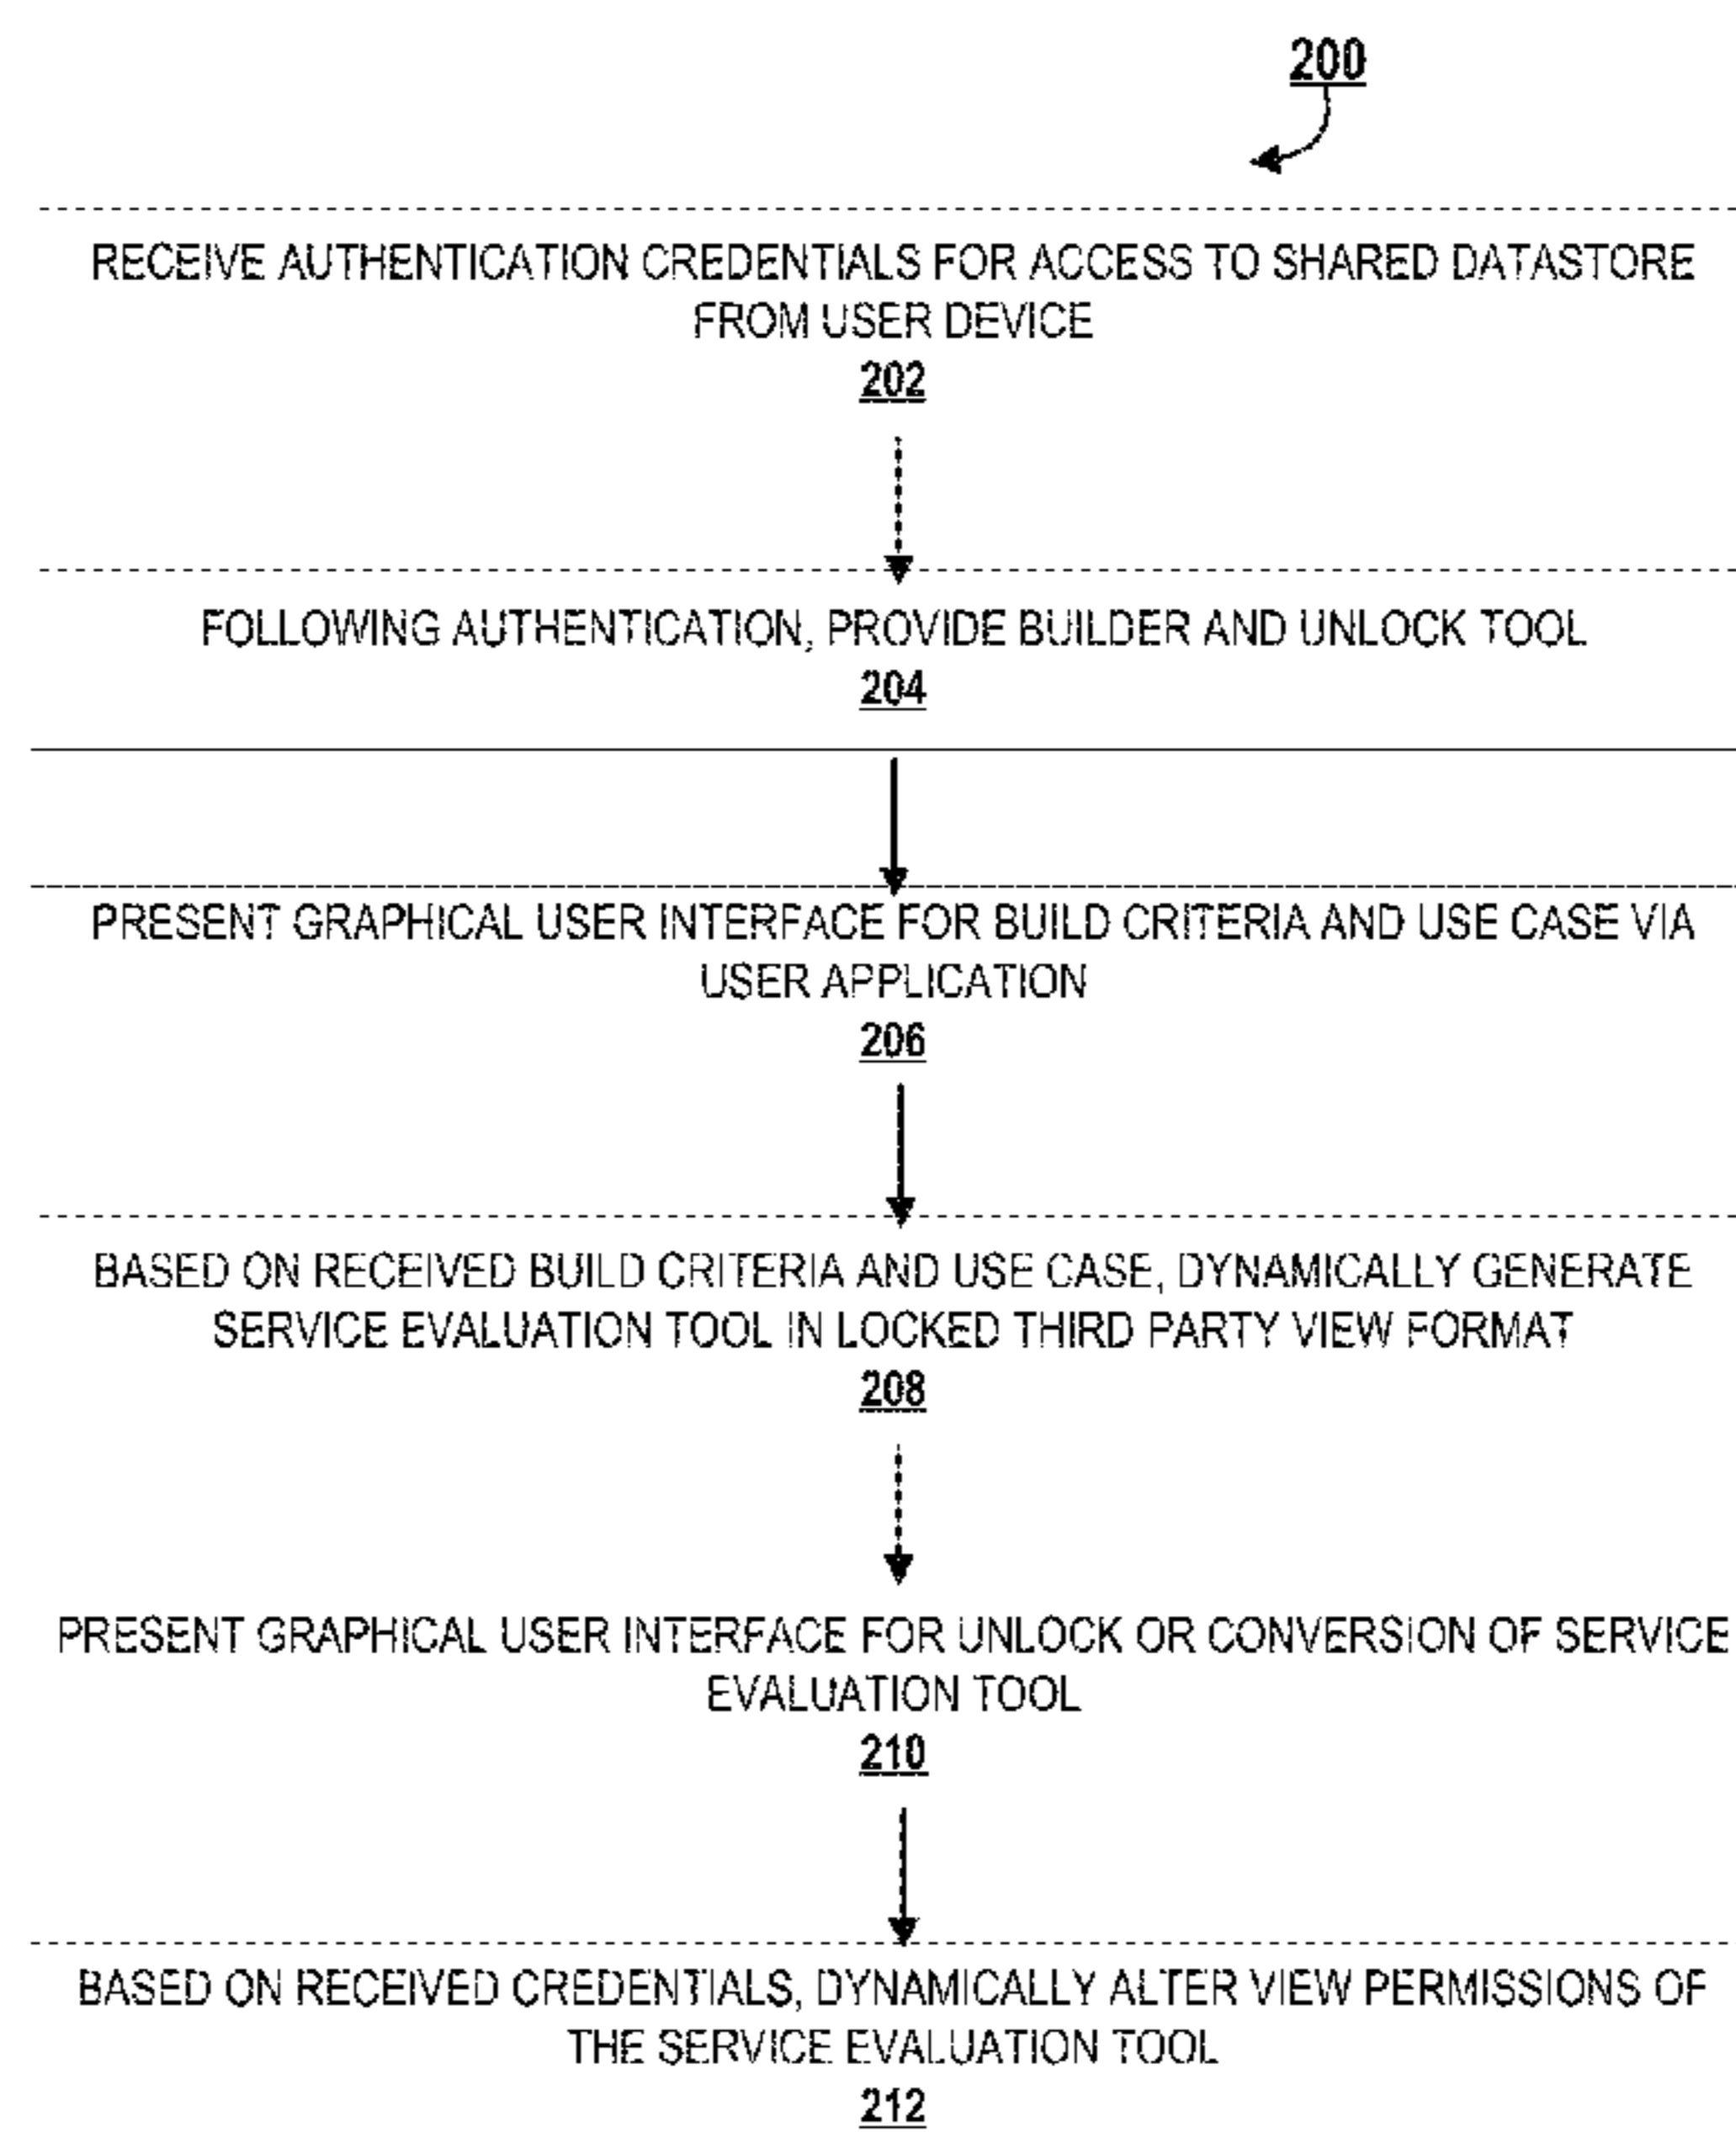 200
RECEIVE AUTHENTICATION CREDENTIALS FOR ACCESS TO SHARED DATASTORE
FROM USER DEVICE
202
FOLLOWING AUTHENTICATION, PROVIDE BUILDER AND UNLOCK TOOL
204
PRESENT GRAPHICAL USER INTERFACE FOR BUILD CRITERIA AND USE CASE VIA
USER APPLICATION
206
BASED ON RECEIVED BUILD CRITERIA AND USE CASE, DYNAMICALLY GENERATE
SERVICE EVALUATION TOOL IN LOCKED THIRD PARTY VIEW FORMAT
208
PRESENT GRAPHICAL USER INTERFACE FOR UNLOCK OR CONVERSION OF SERVICE
EVALUATION TOOL
210
BASED ON RECEIVED CREDENTIALS, DYNAMICALLY ALTER VIEW PERMISSIONS OF
THE SERVICE EVALUATION TOOL
212